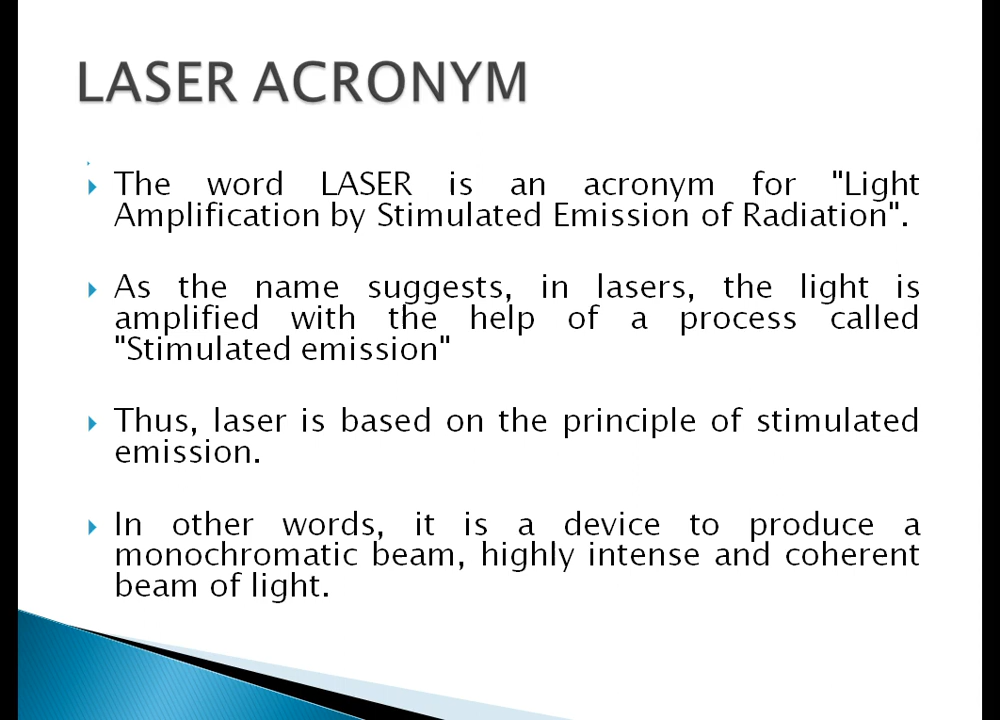 LASER ACRONYM
The word LASER is an acronym for "Light
Amplification by Stimulated Emission of Radiation".
As the name suggests, in lasers, the light is
amplified with the help of a process called
"Stimulated emission"
Thus, laser is based on the principle of stimulated
emission.
In other words, it is a device to produce a
monochromatic beam, highly intense and coherent
beam of light.